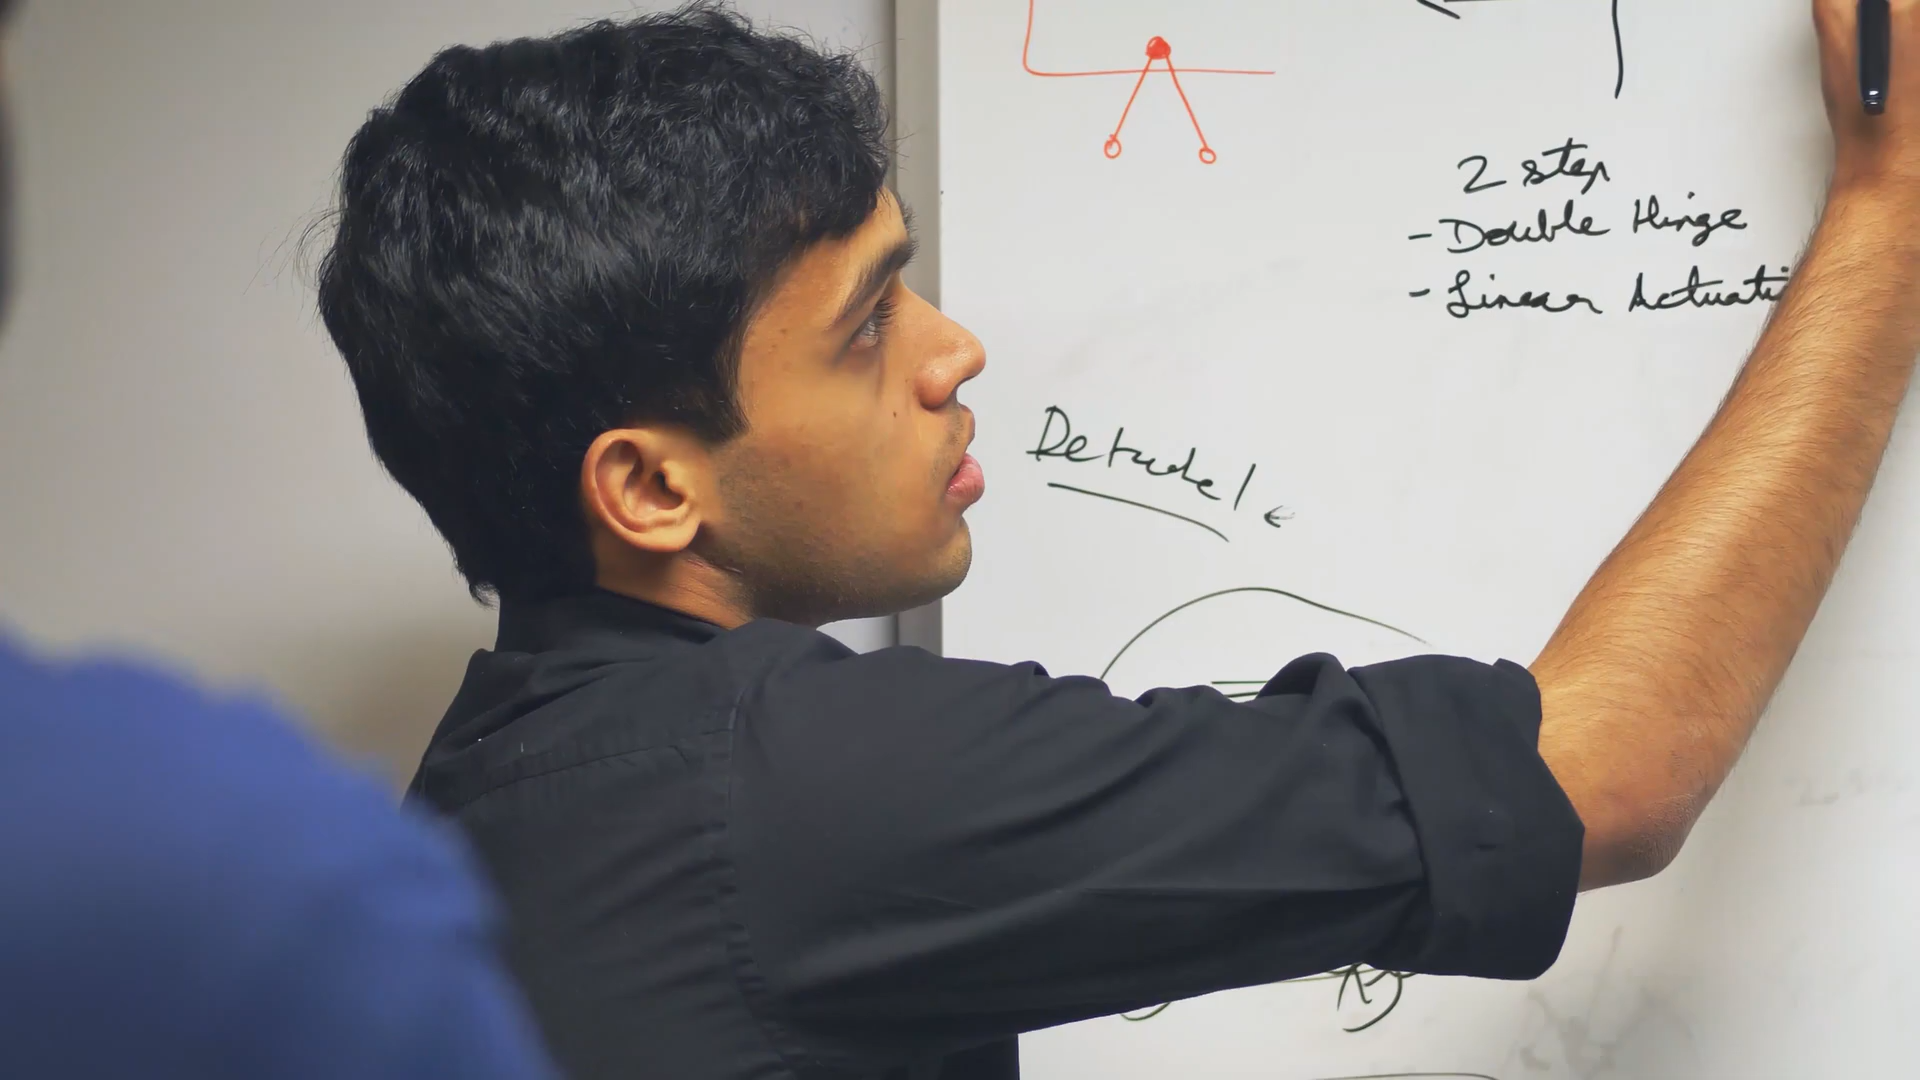 2 step
- Double Hinge
- Linear Actuati